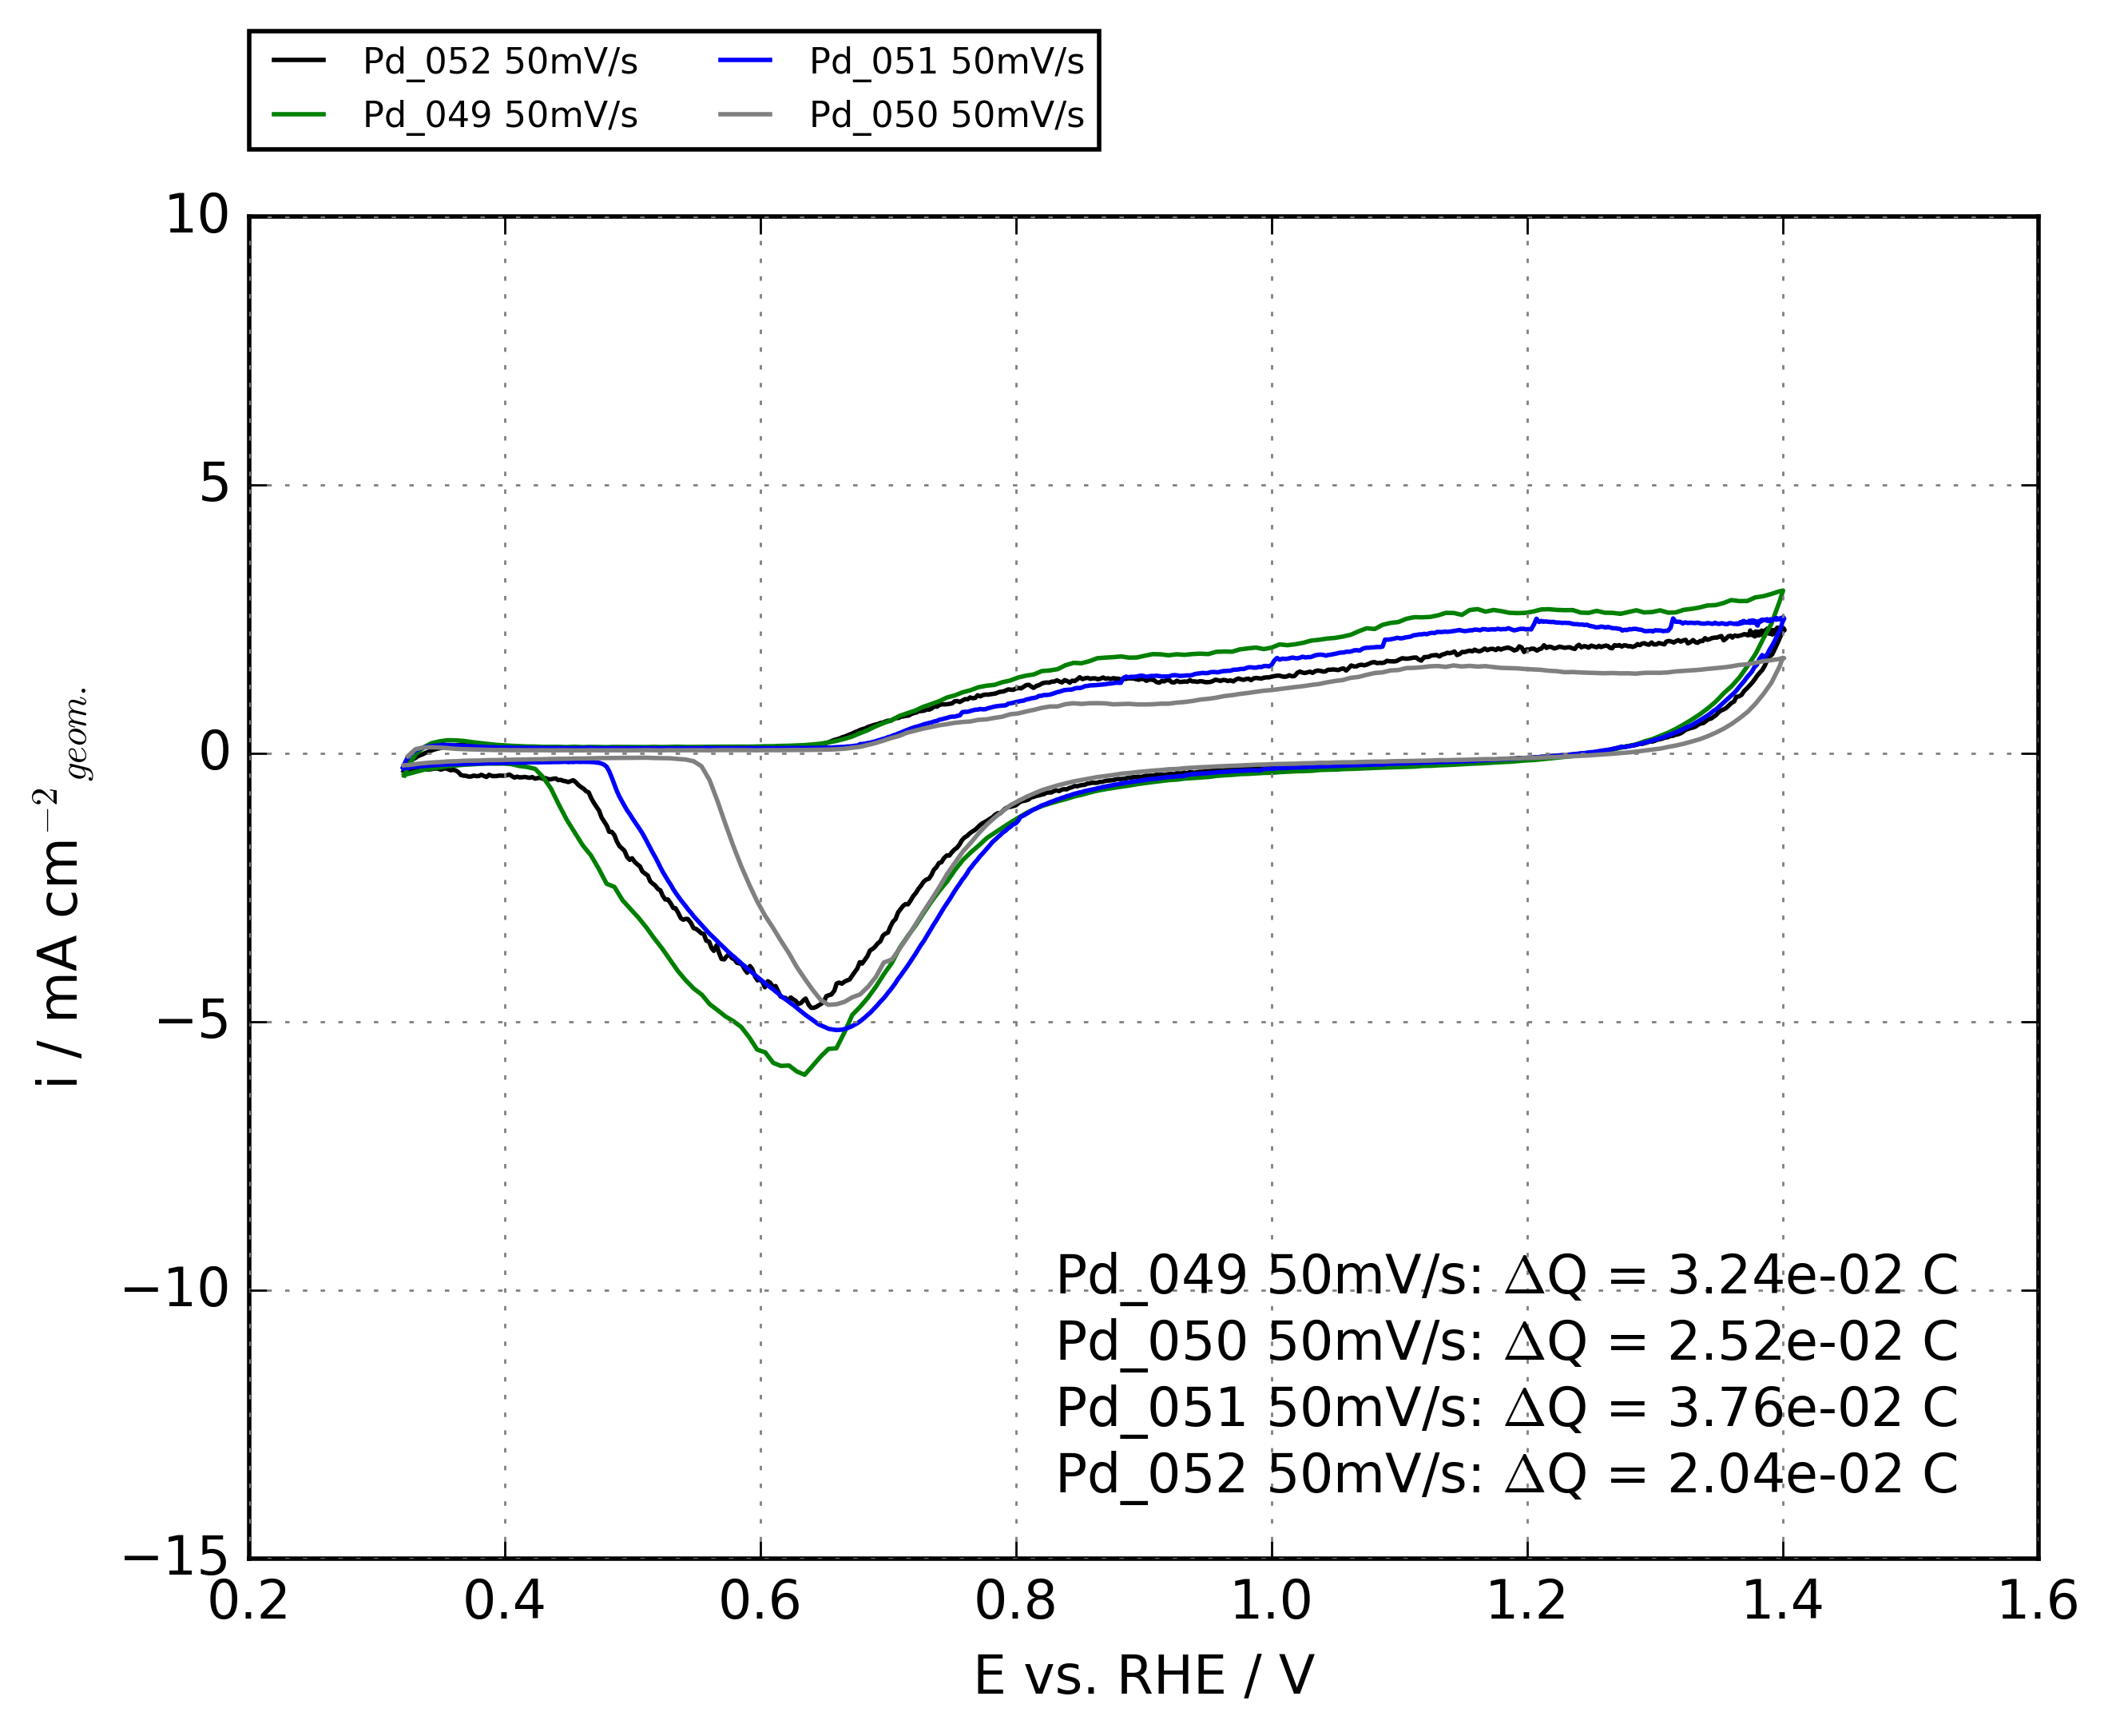 Pd_052 50mV/s Pd_051 50mV/s
Pd_049 50mV/s Pd_050 50mV/s
10
5
0
−5
−10
−15
i / mA cm⁻² geom.
Pd_049 50mV/s: ΔQ = 3.24e-02 C
Pd_050 50mV/s: ΔQ = 2.52e-02 C
Pd_051 50mV/s: ΔQ = 3.76e-02 C
Pd_052 50mV/s: ΔQ = 2.04e-02 C
0.2 0.4 0.6 0.8 1.0 1.2 1.4 1.6
E vs. RHE / V